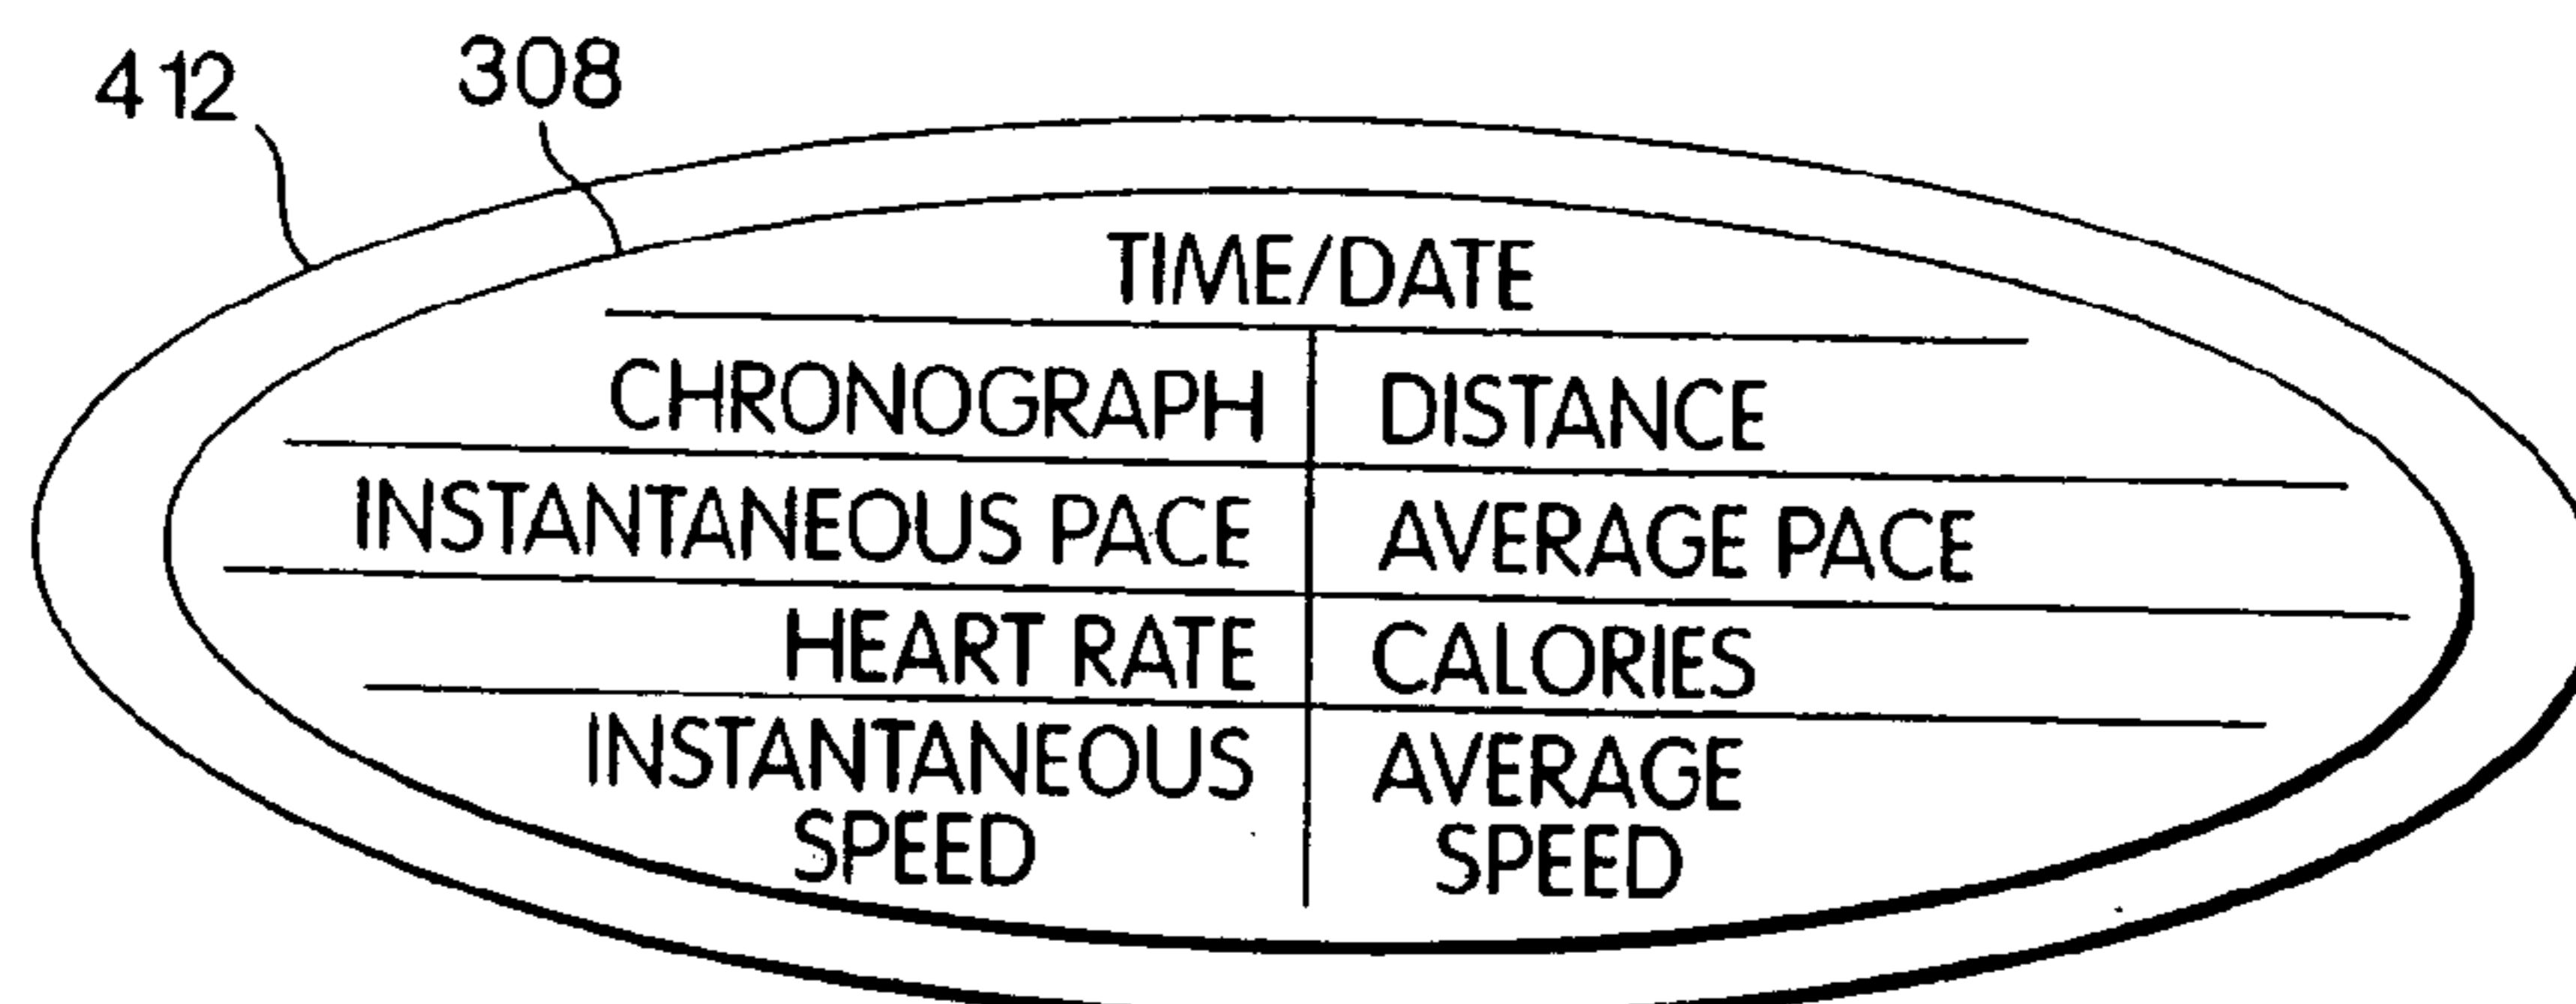 412 308
TIME/DATE
CHRONOGRAPH DISTANCE
INSTANTANEOUS PACE AVERAGE PACE
HEART RATE CALORIES
INSTANTANEOUS AVERAGE
SPEED SPEED